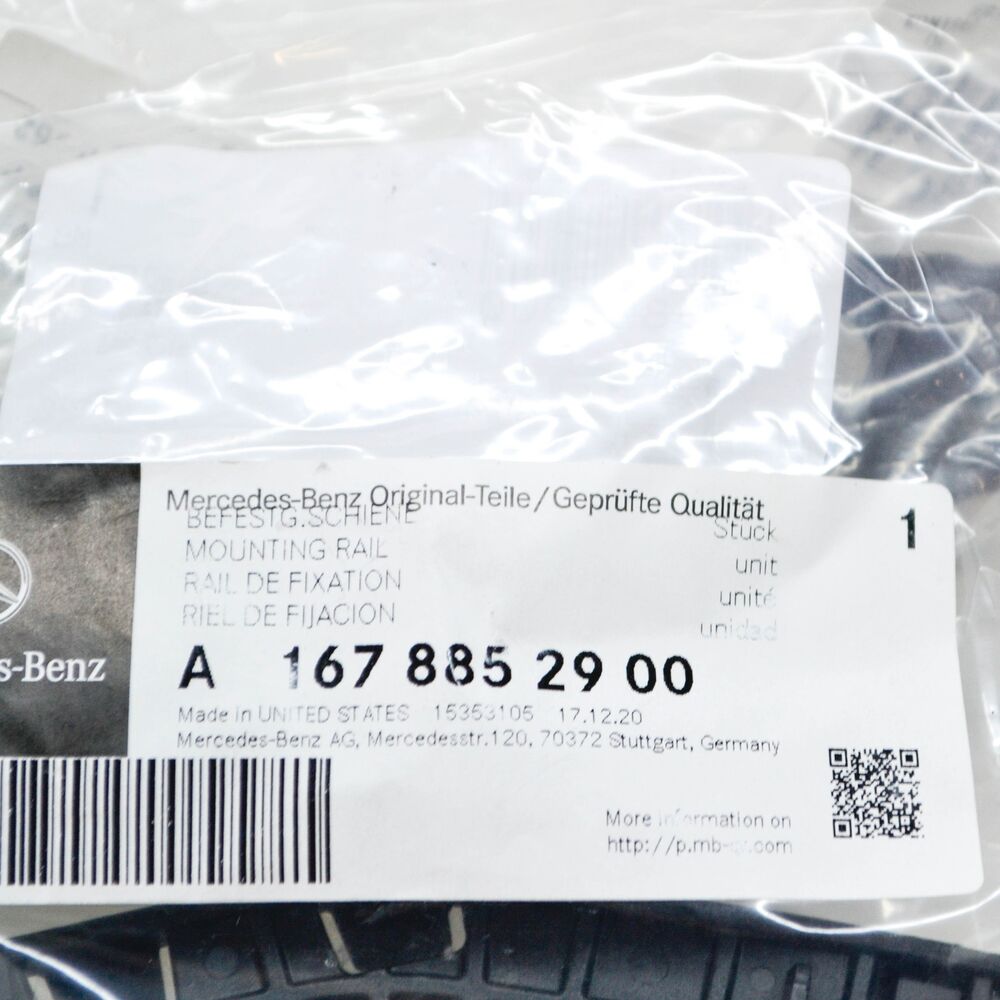 Mercedes-Benz Original-Teile/Geprüfte Qualität
BEFESTG.SCHIENE Stück 1
MOUNTING RAIL unit
RAIL DE FIXATION unité
RIEL DE FIJACION unidad
s-Benz
A 167 885 29 00
Made in UNITED STATES 15353105 17.12.20
Mercedes-Benz AG, Mercedesstr.120, 70372 Stuttgart, Germany
More information on